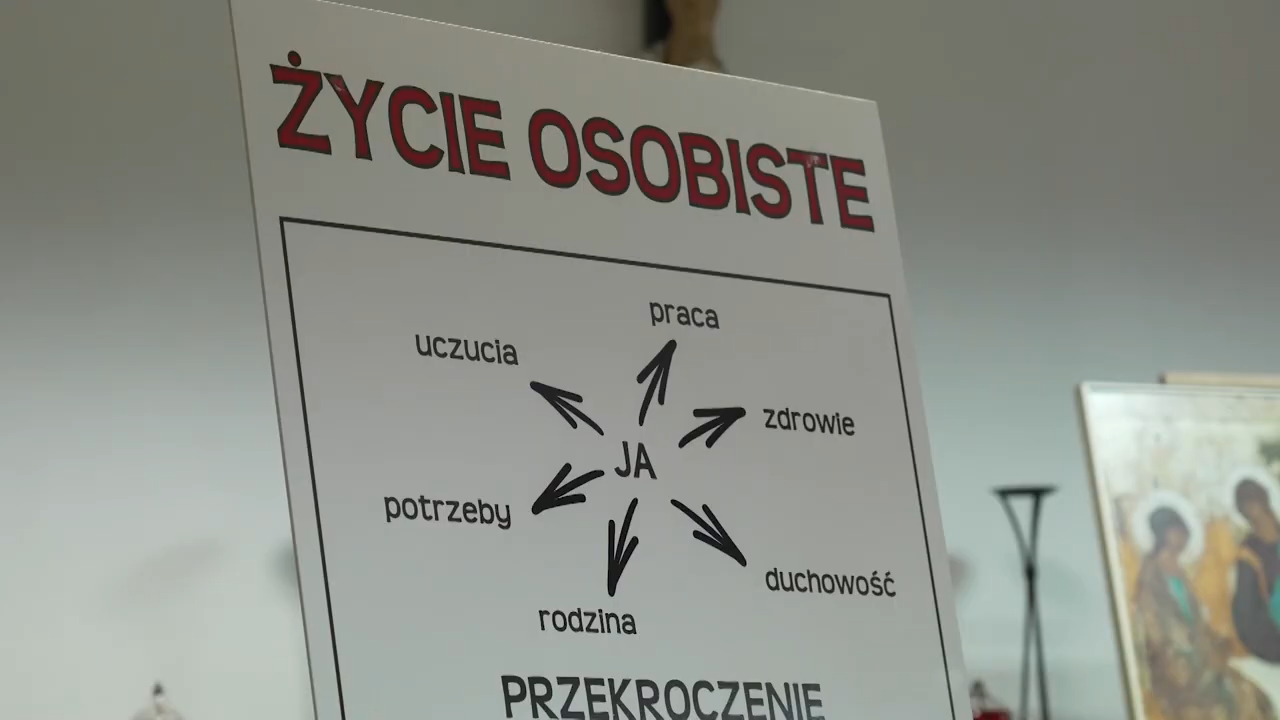 ŻYCIE OSOBISTE
praca
uczucia
zdrowie
JA
potrzeby
duchowość
rodzina
PRZEKROCZENIE